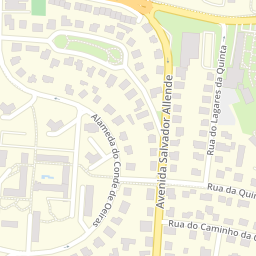 Avenida Salvador Allende
Rua do Lagares da Quinta
Alameda do Conde de Oeiras
Rua da Quin
Rua do Caminho da